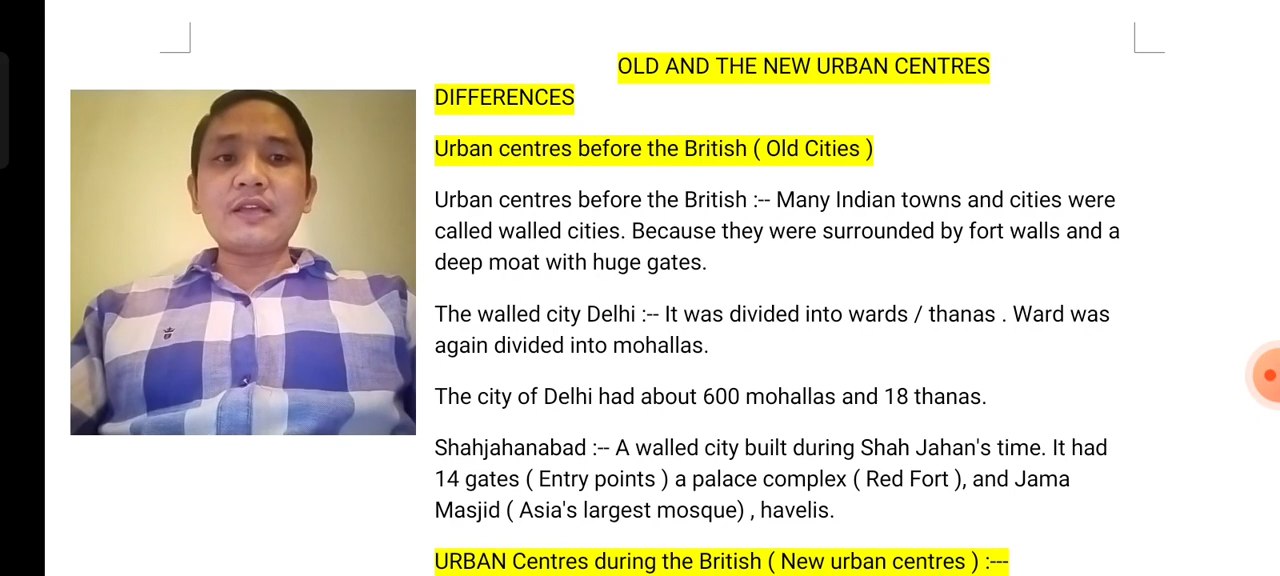 OLD AND THE NEW URBAN CENTRES
DIFFERENCES
Urban centres before the British ( Old Cities )
Urban centres before the British :-- Many Indian towns and cities were
called walled cities. Because they were surrounded by fort walls and a
deep moat with huge gates.
The walled city Delhi :-- It was divided into wards / thanas . Ward was
again divided into mohallas.
The city of Delhi had about 600 mohallas and 18 thanas.
Shahjahanabad :-- A walled city built during Shah Jahan's time. It had
14 gates ( Entry points ) a palace complex ( Red Fort ), and Jama
Masjid ( Asia's largest mosque) , havelis.
URBAN Centres during the British ( New urban centres ) :---